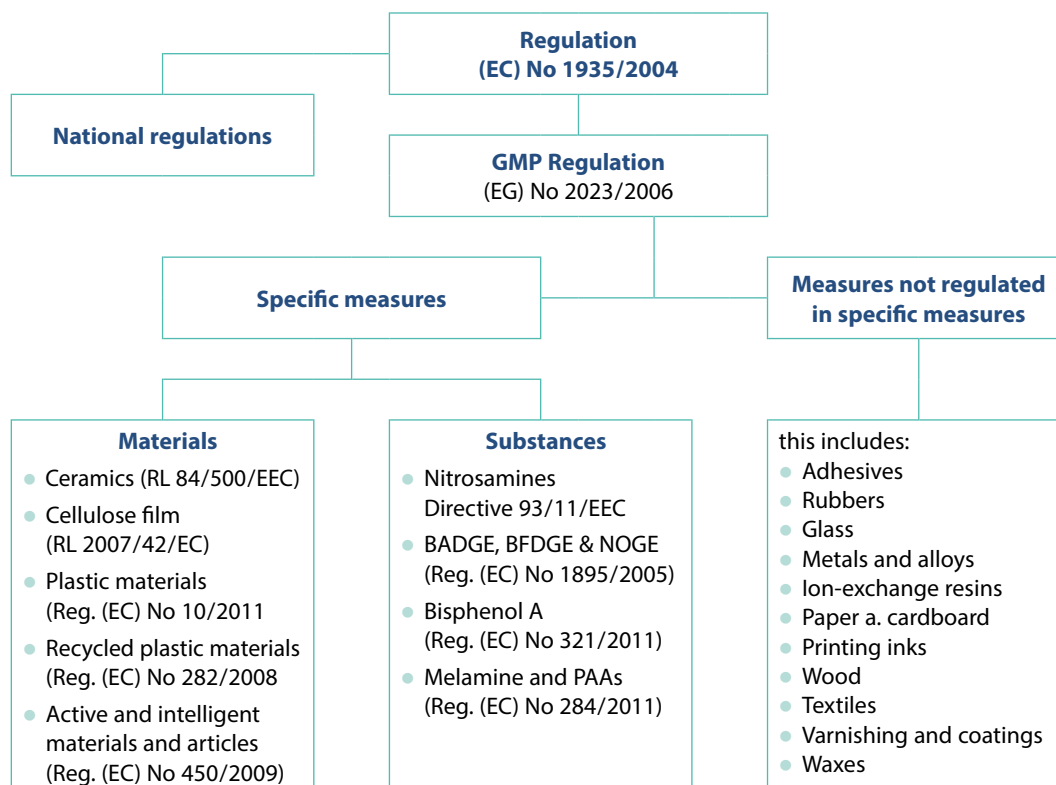 Regulation
(EC) No 1935/2004
National regulations
GMP Regulation
(EG) No 2023/2006
Specific measures
Measures not regulated
in specific measures
Materials
Ceramics (RL 84/500/EEC)
Cellulose film
(RL 2007/42/EC)
Plastic materials
(Reg. (EC) No 10/2011
Recycled plastic materials
(Reg. (EC) No 282/2008
Active and intelligent
materials and articles
(Reg. (EC) No 450/2009)
Substances
Nitrosamines
Directive 93/11/EEC
BADGE, BFDGE & NOGE
(Reg. (EC) No 1895/2005)
Bisphenol A
(Reg. (EC) No 321/2011)
Melamine and PAAs
(Reg. (EC) No 284/2011)
this includes:
Adhesives
Rubbers
Glass
Metals and alloys
Ion-exchange resins
Paper a. cardboard
Printing inks
Wood
Textiles
Varnishing and coatings
Waxes